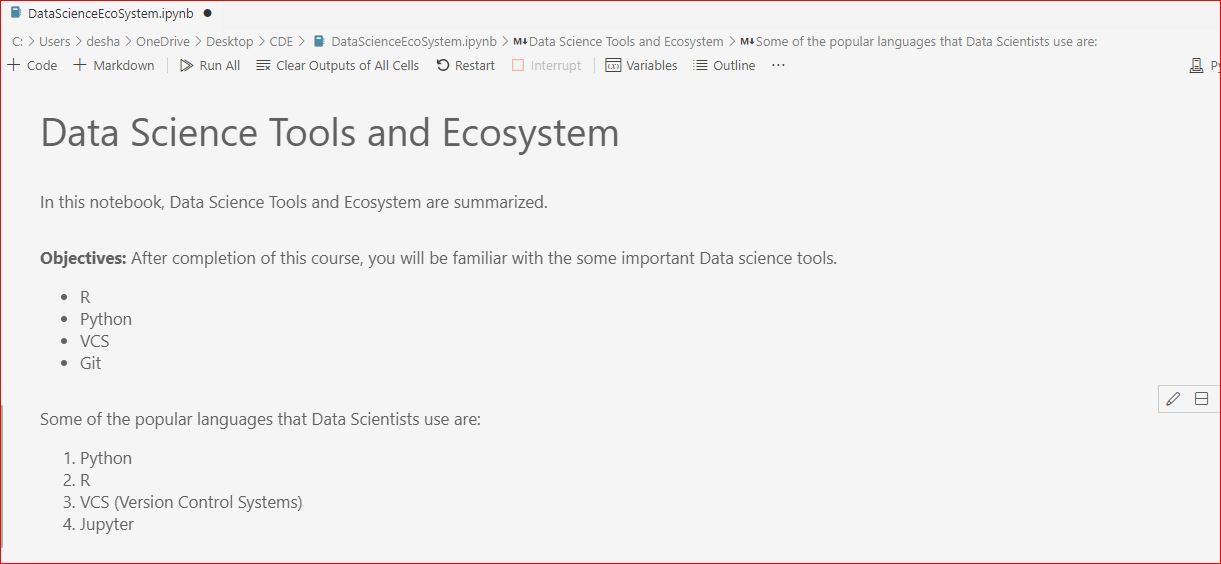 DataScienceEcoSystem.ipynb ●
C: > Users > desha > OneDrive > Desktop > CDE > DataScienceEcoSystem.ipynb > M↓Data Science Tools and Ecosystem > M↓Some of the popular languages that Data Scientists use are:
+ Code + Markdown Run All Clear Outputs of All Cells Restart Interrupt Variables Outline ···
Data Science Tools and Ecosystem
In this notebook, Data Science Tools and Ecosystem are summarized.
Objectives: After completion of this course, you will be familiar with the some important Data science tools.
• R
• Python
• VCS
• Git
Some of the popular languages that Data Scientists use are:
1. Python
2. R
3. VCS (Version Control Systems)
4. Jupyter